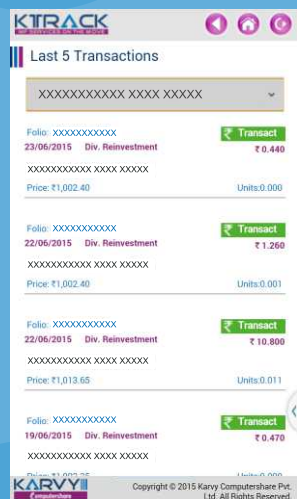 KTRACK
MF SERVICES ON THE MOVE
Last 5 Transactions
XXXXXXXXXXX XXXX XXXXX
Folio: XXXXXXXXXXX Transact
23/06/2015 Div. Reinvestment ₹ 0.440
XXXXXXXXXXX XXXX XXXXX
Price: ₹1,002.40 Units:0.000
Folio: XXXXXXXXXXX Transact
22/06/2015 Div. Reinvestment ₹ 1.260
XXXXXXXXXXX XXXX XXXXX
Price: ₹1,002.40 Units:0.001
Folio: XXXXXXXXXXX Transact
22/06/2015 Div. Reinvestment ₹ 10.800
XXXXXXXXXXX XXXX XXXXX
Price: ₹1,013.65 Units:0.011
Folio: XXXXXXXXXXX Transact
19/06/2015 Div. Reinvestment ₹ 0.470
XXXXXXXXXXX XXXX XXXXX
KARVY
Computershare
Copyright © 2015 Karvy Computershare Pvt.
Ltd. All Rights Reserved.